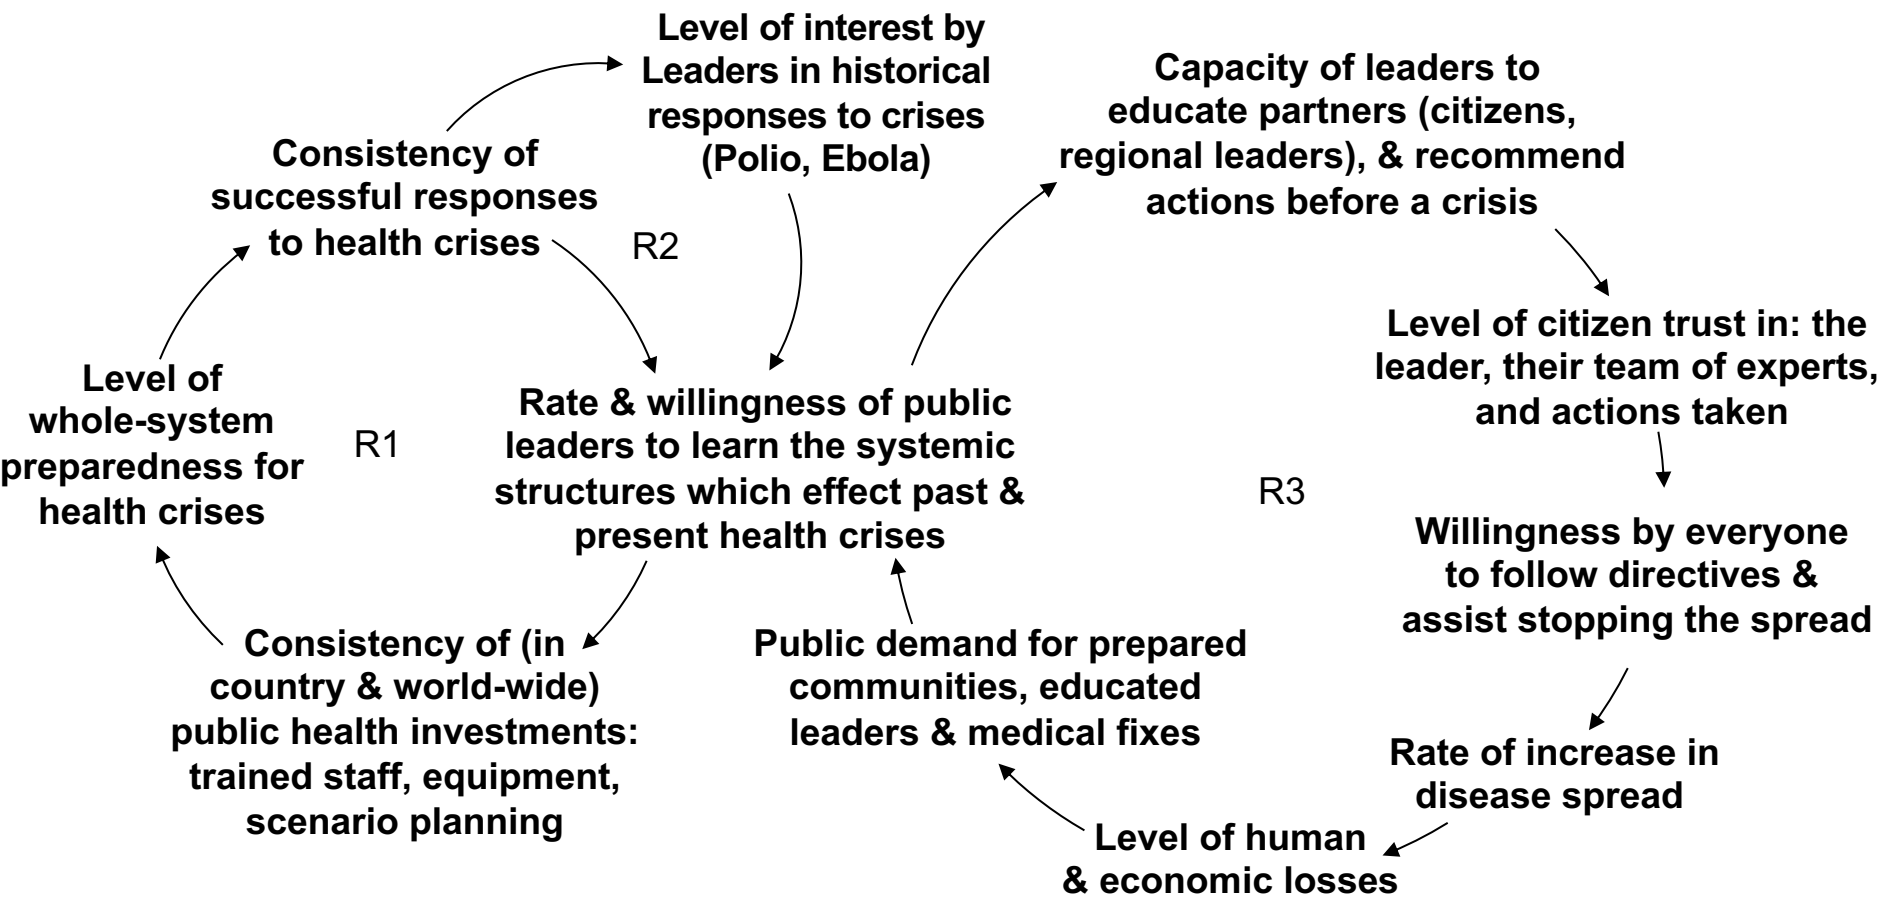 Level of interest by
Leaders in historical
responses to crises
(Polio, Ebola)
Capacity of leaders to
educate partners (citizens,
regional leaders), & recommend
actions before a crisis
Consistency of
successful responses
to health crises
R2
Level of citizen trust in: the
leader, their team of experts,
and actions taken
Level of
whole-system
preparedness for
health crises
R1
Rate & willingness of public
leaders to learn the systemic
structures which effect past &
present health crises
R3
Willingness by everyone
to follow directives &
assist stopping the spread
Consistency of (in
country & world-wide)
public health investments:
trained staff, equipment,
scenario planning
Public demand for prepared
communities, educated
leaders & medical fixes
Rate of increase in
disease spread
Level of human
& economic losses